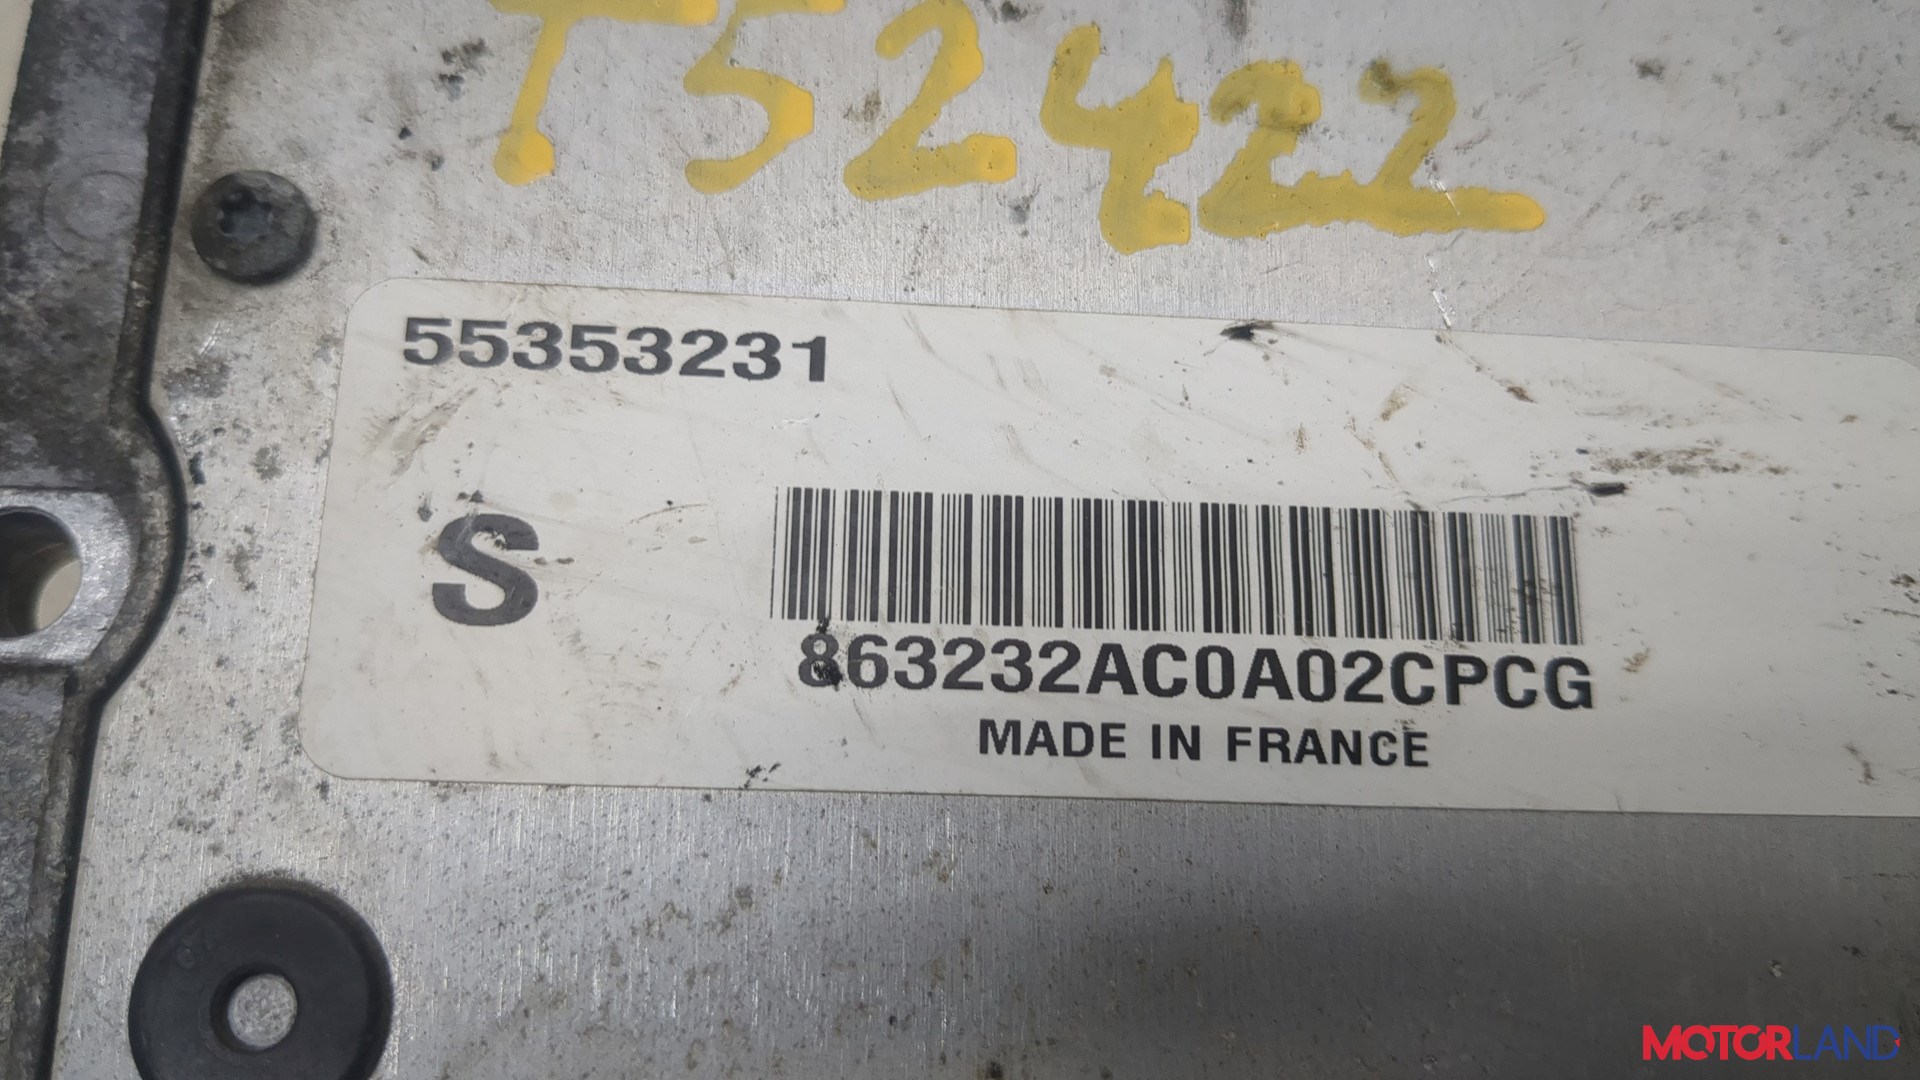 T52422
55353231
S
863232AC0A02CPCG
MADE IN FRANCE
MOTORLAND